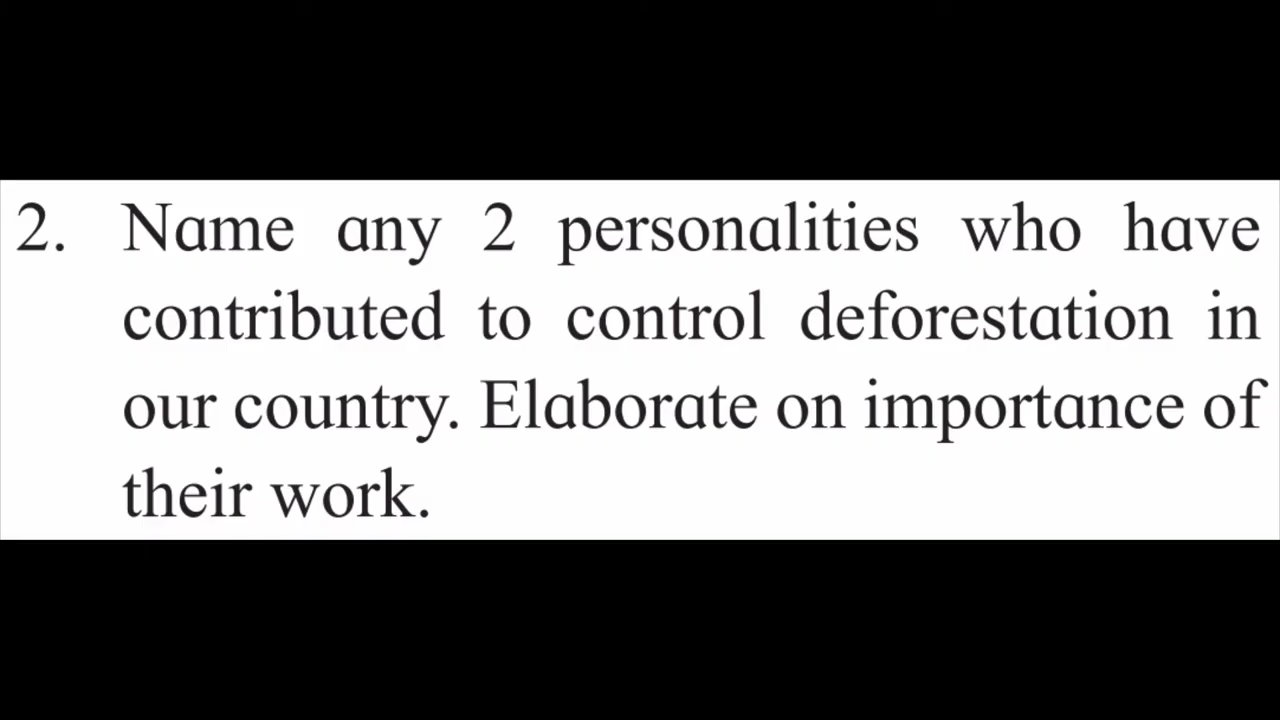 2. Name any 2 personalities who have
contributed to control deforestation in
our country. Elaborate on importance of
their work.